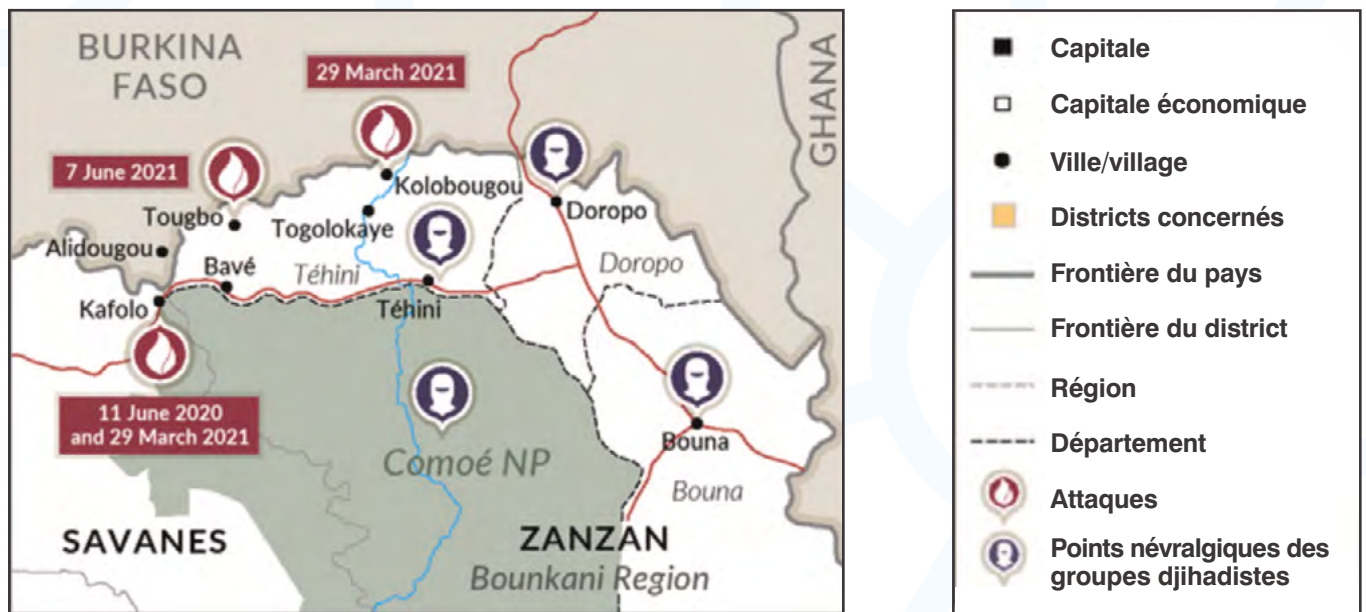 BURKINA
FASO
29 March 2021
GHANA
7 June 2021
Kolobougou
Tougbo
Togolokaye
Doropo
Alidougou
Bavé
Téhini
Doropo
Kafolo
Téhini
11 June 2020
and 29 March 2021
Comoé NP
Bouna
Bouna
SAVANES
ZANZAN
Bounkani Region
Capitale
Capitale économique
Ville/village
Districts concernés
Frontière du pays
Frontière du district
Région
Département
Attaques
Points névralgiques des
groupes djihadistes